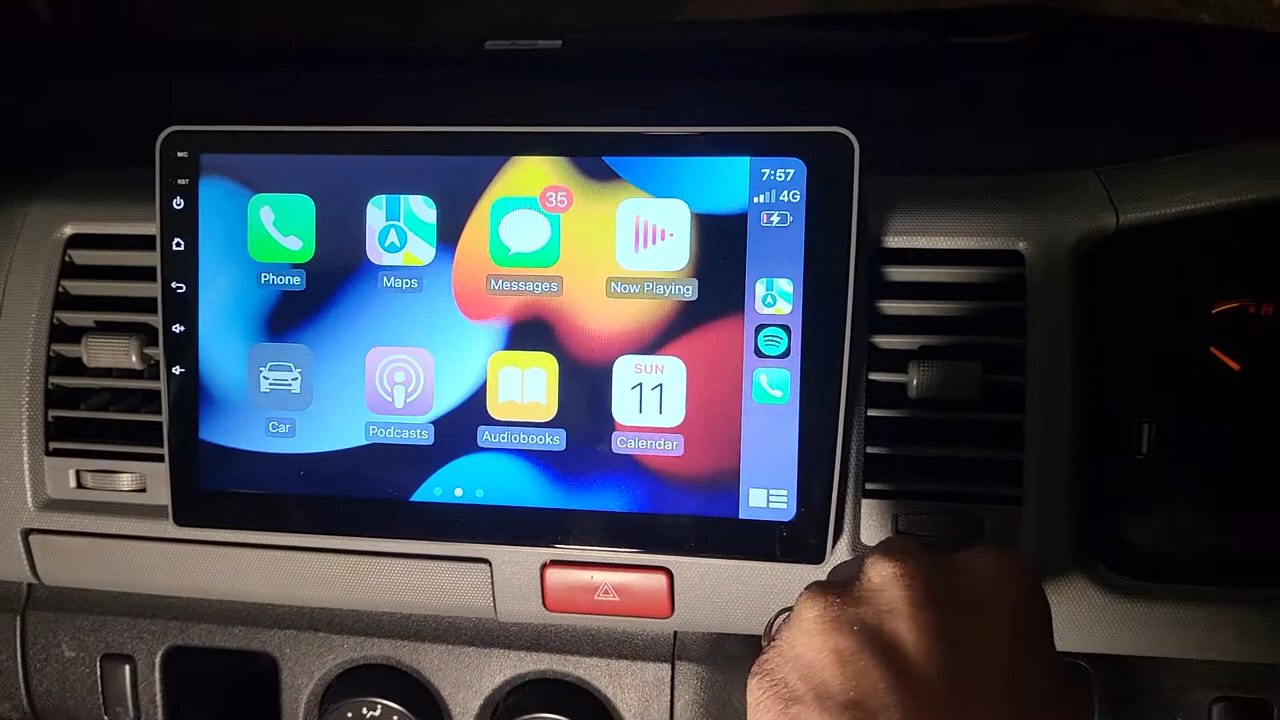 MIC
RST
7:57
4G
35
Phone
Maps
Messages
Now Playing
SUN
11
Car
Podcasts
Audiobooks
Calendar
H